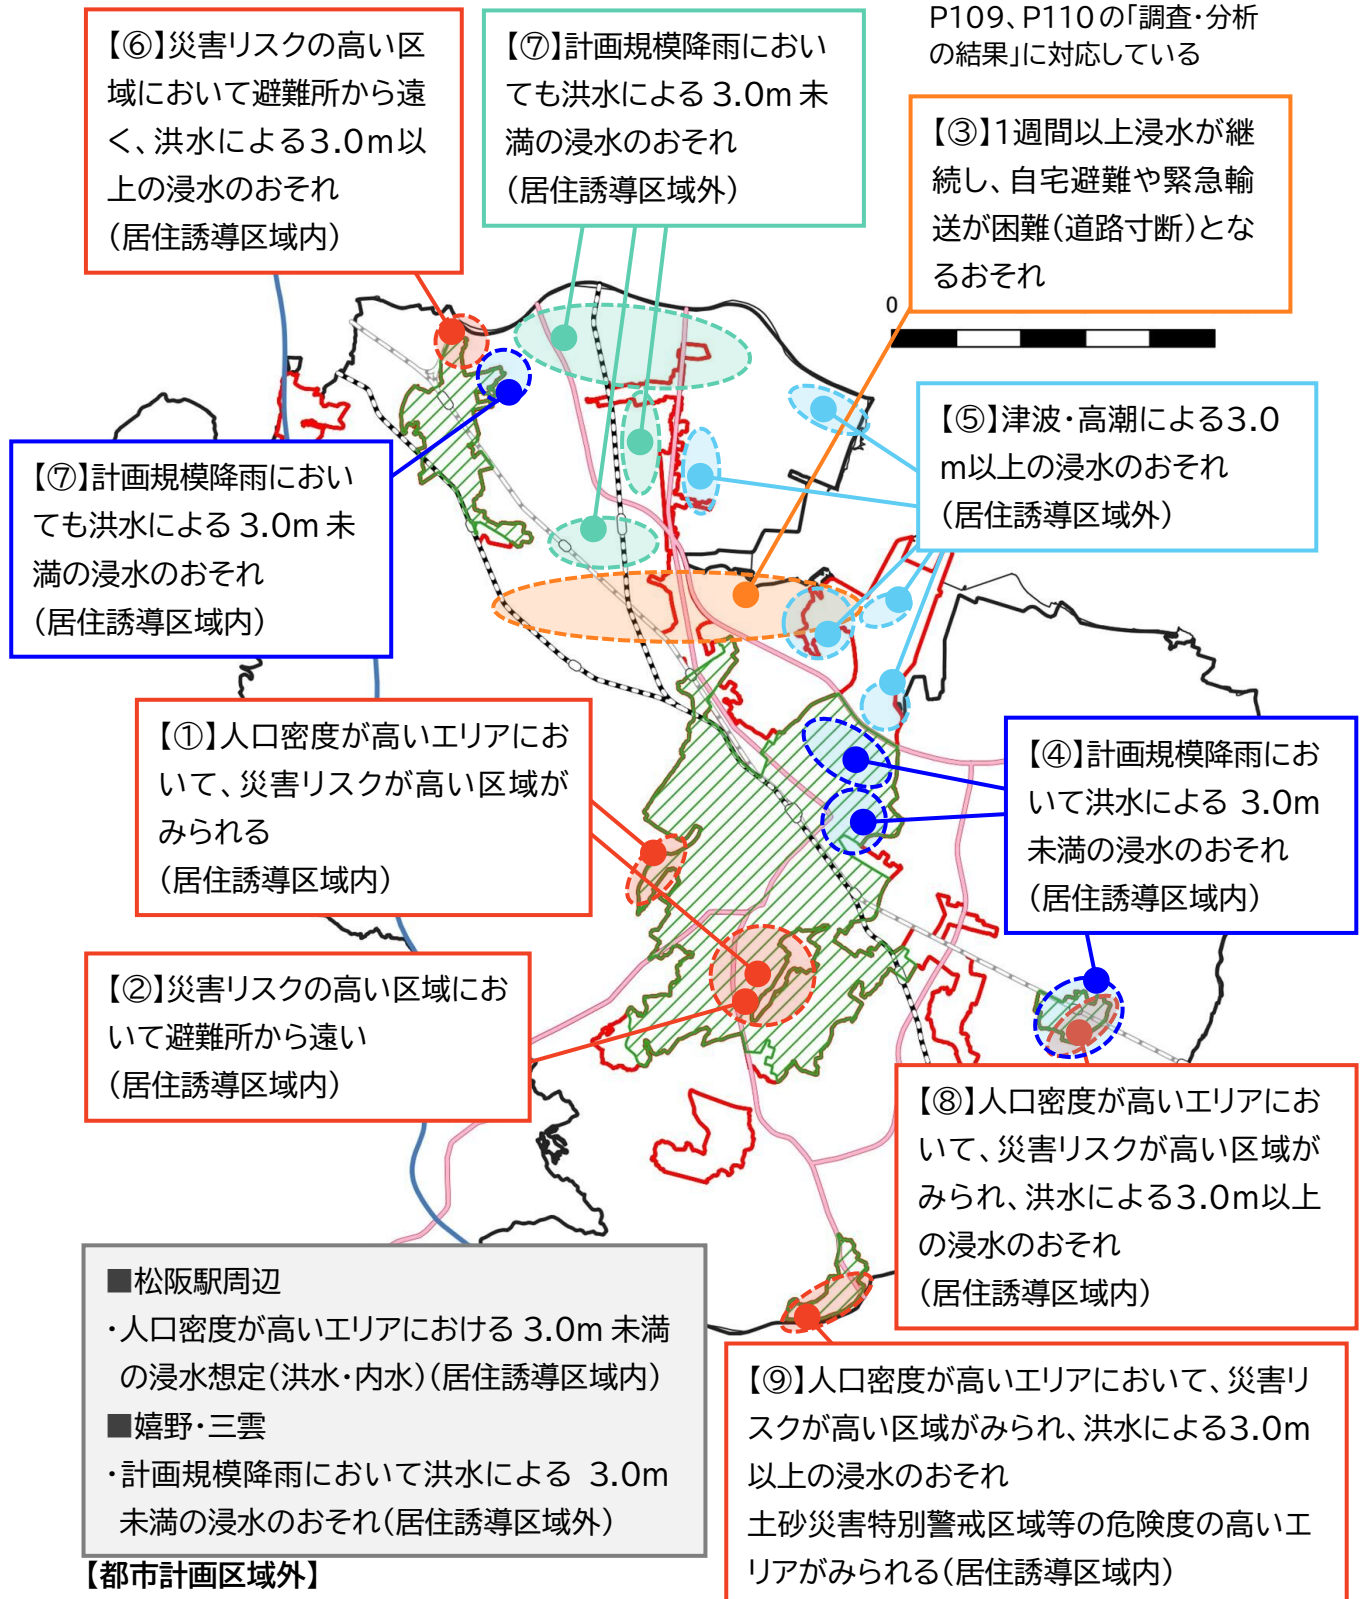 P109、P110の「調査・分析
の結果」に対応している
【⑥】災害リスクの高い区
域において避難所から遠
く、洪水による3.0m以
上の浸水のおそれ
(居住誘導区域内)
【⑦】計画規模降雨におい
ても洪水による 3.0m 未
満の浸水のおそれ
(居住誘導区域外)
【③】1週間以上浸水が継
続し、自宅避難や緊急輸
送が困難(道路寸断)とな
るおそれ
0
【⑤】津波・高潮による3.0
m以上の浸水のおそれ
(居住誘導区域外)
【⑦】計画規模降雨におい
ても洪水による 3.0m 未
満の浸水のおそれ
(居住誘導区域内)
【①】人口密度が高いエリアにお
いて、災害リスクが高い区域が
みられる
(居住誘導区域内)
【④】計画規模降雨にお
いて洪水による 3.0m
未満の浸水のおそれ
(居住誘導区域内)
【②】災害リスクの高い区域にお
いて避難所から遠い
(居住誘導区域内)
【⑧】人口密度が高いエリアにお
いて、災害リスクが高い区域が
みられ、洪水による3.0m以上
の浸水のおそれ
(居住誘導区域内)
■松阪駅周辺
・人口密度が高いエリアにおける 3.0m 未満
の浸水想定(洪水・内水)(居住誘導区域内)
■嬉野・三雲
・計画規模降雨において洪水による 3.0m
未満の浸水のおそれ(居住誘導区域外)
【⑨】人口密度が高いエリアにおいて、災害リ
スクが高い区域がみられ、洪水による3.0m
以上の浸水のおそれ
土砂災害特別警戒区域等の危険度の高いエ
リアがみられる(居住誘導区域内)
【都市計画区域外】